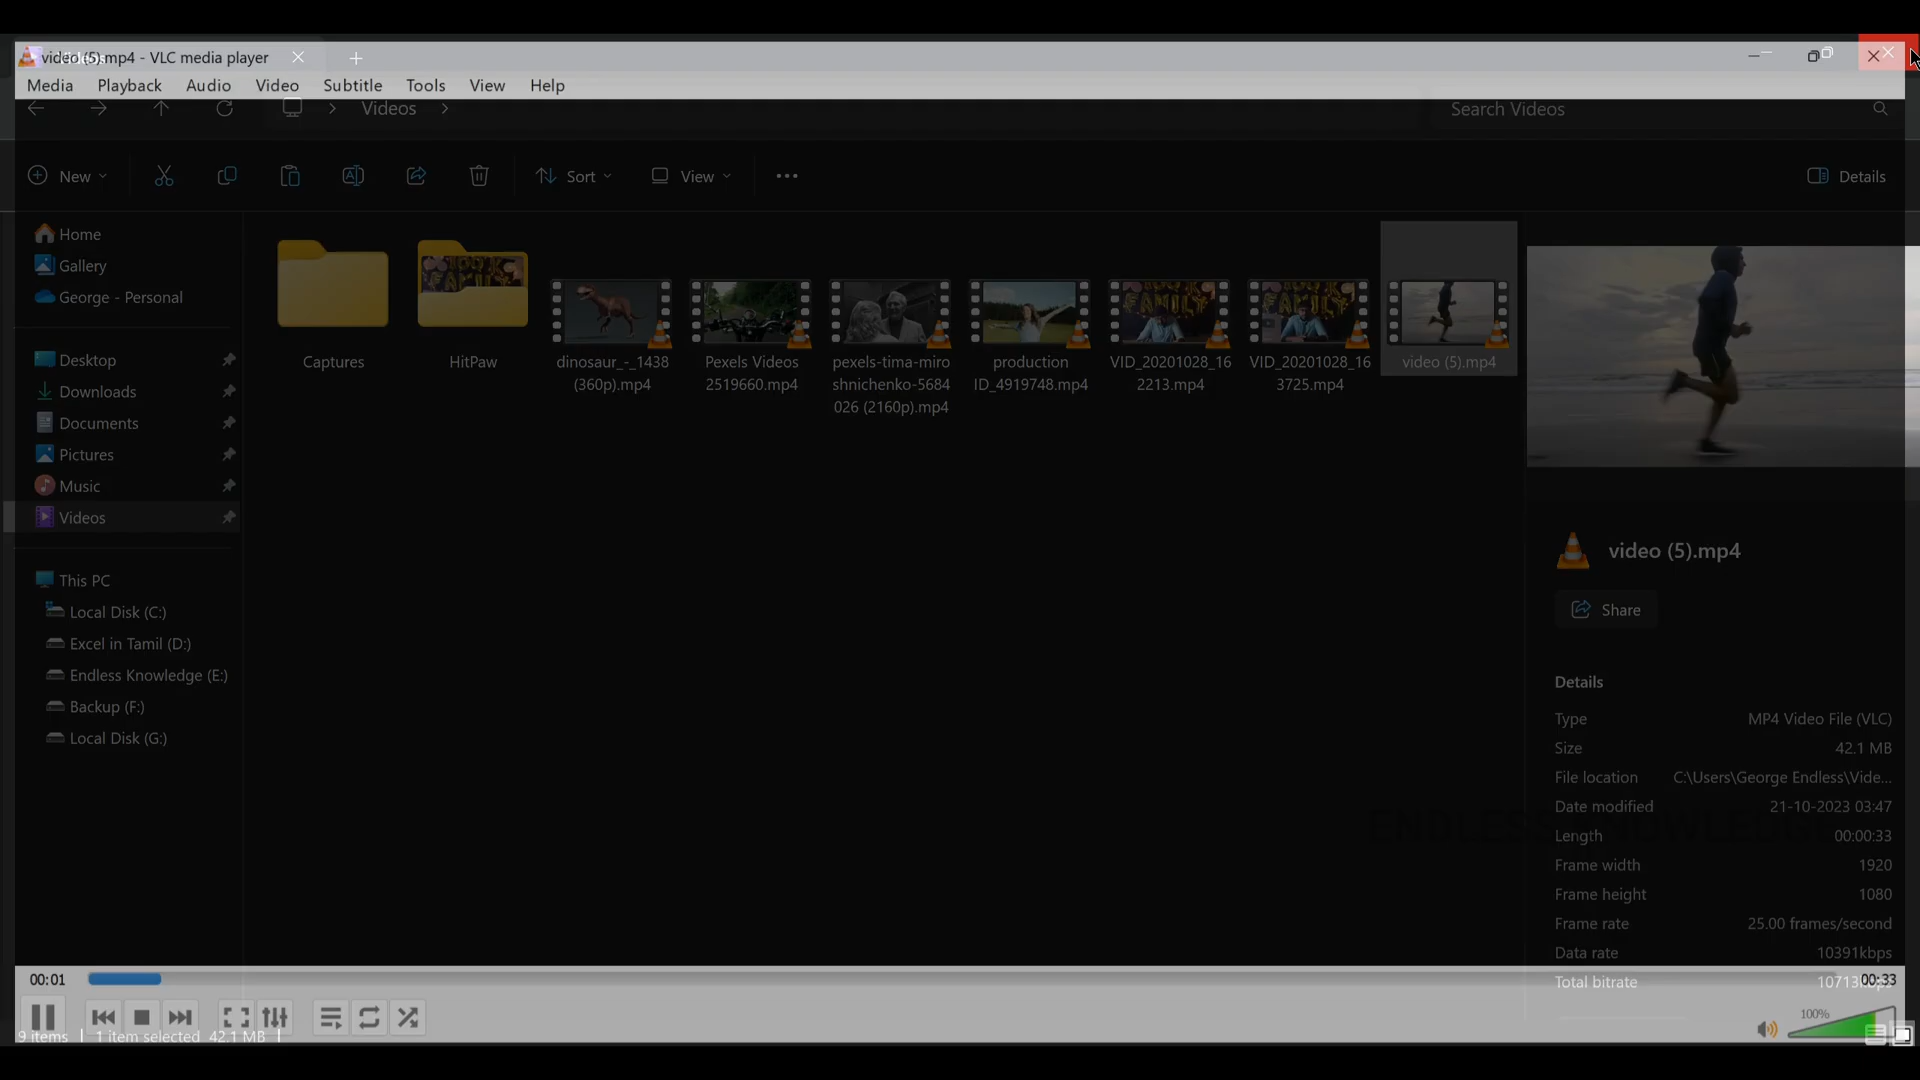 video (5).mp4 - VLC media player
Media Playback Audio Video Subtitle Tools View Help
Videos
Search Videos
New
Sort
View
Details
Home
Gallery
George - Personal
Desktop
Downloads
Documents
Pictures
Music
Videos
This PC
Local Disk (C:)
Excel in Tamil (D:)
Endless Knowledge (E:)
Backup (F:)
Local Disk (G:)
Captures
HitPaw
dinosaur_-_1438
(360p).mp4
Pexels Videos
2519660.mp4
pexels-tima-miro
shnichenko-5684
026 (2160p).mp4
production
ID_4919748.mp4
VID_20201028_16
2213.mp4
VID_20201028_16
3725.mp4
video (5).mp4
video (5).mp4
Share
Details
Type MP4 Video File (VLC)
Size 42.1 MB
File location C:\Users\George Endless\Vide...
Date modified 21-10-2023 03:47
Length 00:00:33
Frame width 1920
Frame height 1080
Frame rate 25.00 frames/second
Data rate 10391kbps
Total bitrate 10713kbps
ENDLESS KNOWLEDGE
00:01
00:33
100%
9 items 1 item selected 42.1 MB